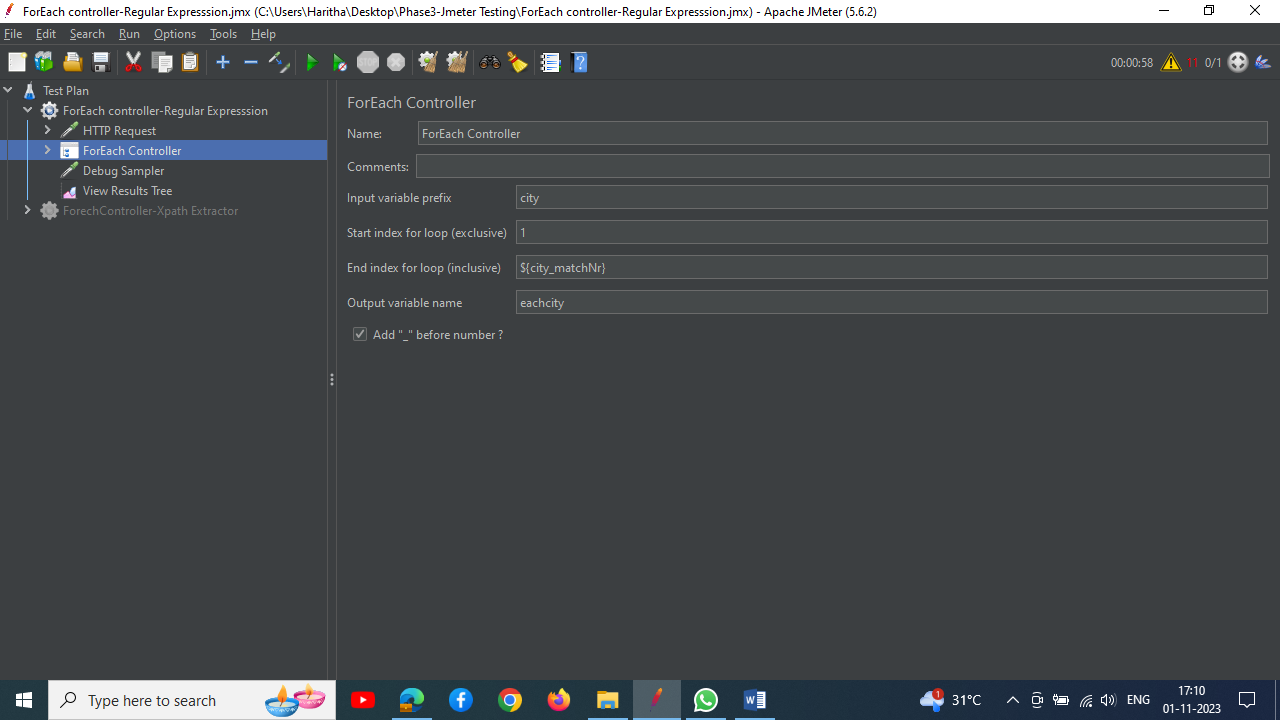 ForEach controller-Regular Expresssion.jmx (C:\Users\Haritha\Desktop\Phase3-Jmeter Testing\ForEach controller-Regular Expresssion.jmx) - Apache JMeter (5.6.2)
File Edit Search Run Options Tools Help
STOP 00:00:58 11 0/1
Test Plan
ForEach controller-Regular Expresssion
HTTP Request
ForEach Controller
Debug Sampler
View Results Tree
ForechController-Xpath Extractor
ForEach Controller
Name: ForEach Controller
Comments:
Input variable prefix city
Start index for loop (exclusive) 1
End index for loop (inclusive) ${city_matchNr}
Output variable name eachcity
Add "_" before number ?
Type here to search
1 31°C ENG 17:10
01-11-2023